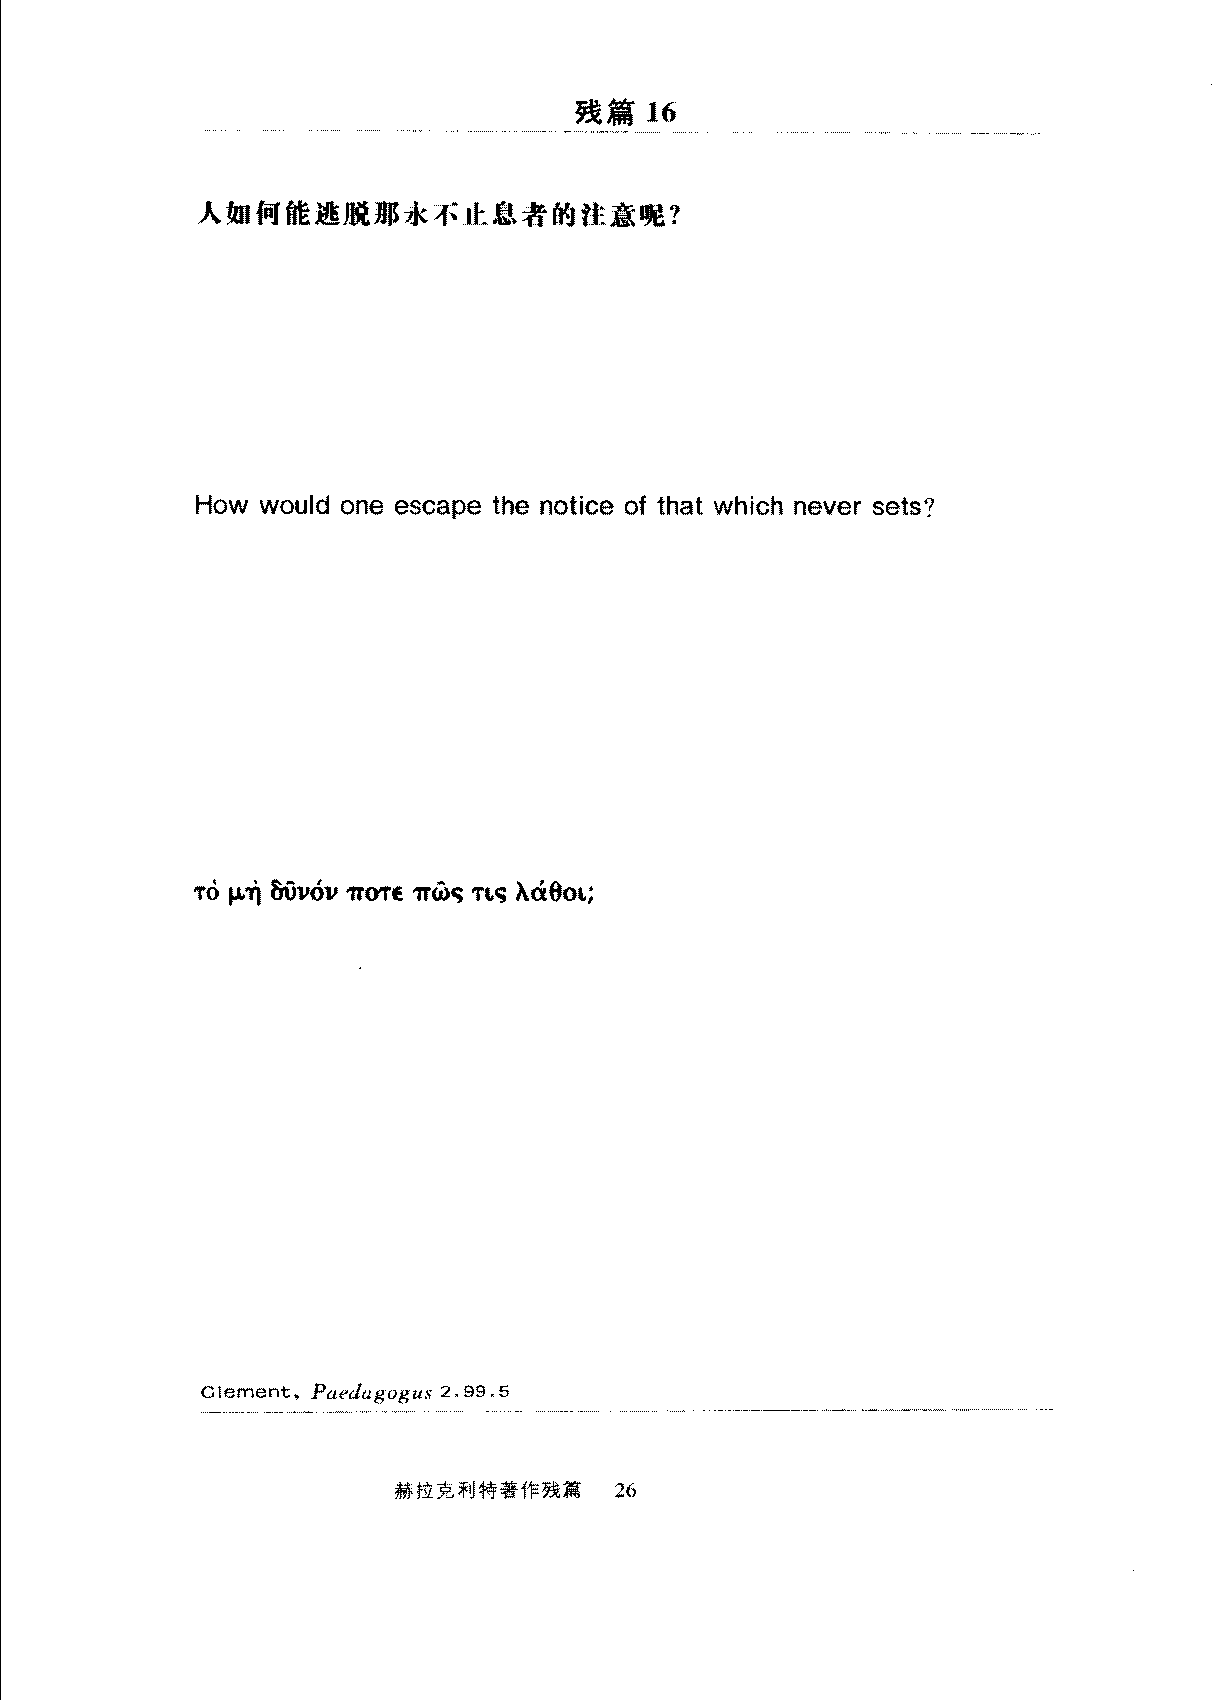 残篇 16
人如何能逃脱那永不止息者的注意呢?
How would one escape the notice of that which never sets?
τὸ μὴ δῦνόν ποτε πῶς τις λάθοι;
Clement, Paedagogus 2.99.5
赫拉克利特著作残篇 26